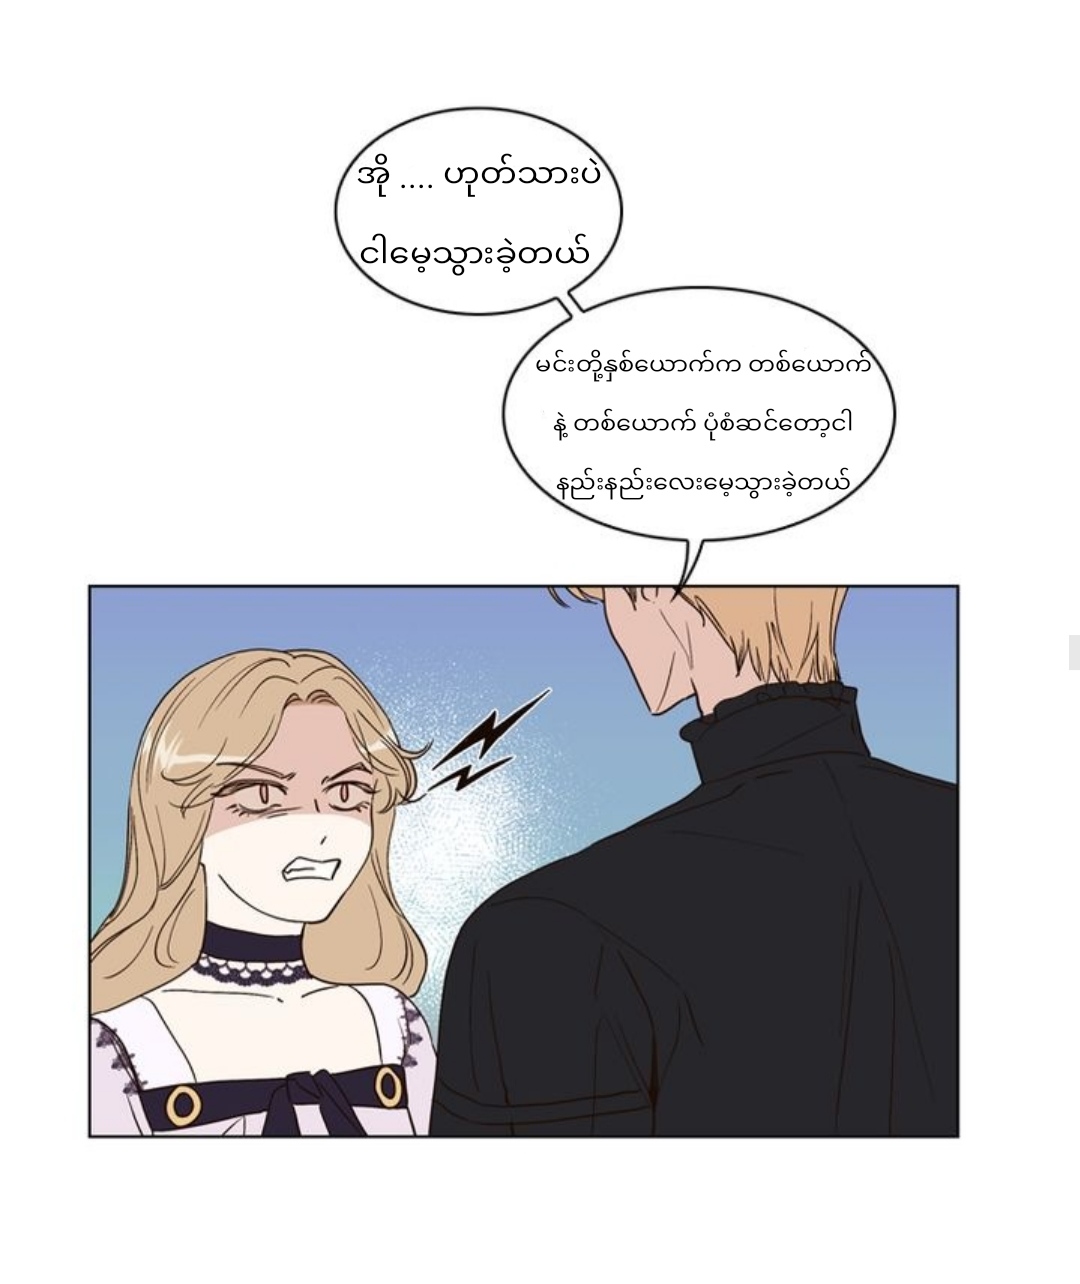 အို .... ဟုတ်သားပဲ
ငါမေ့သွားခဲ့တယ်
မင်းတို့နှစ်ယောက်က တစ်ယောက်
နဲ့ တစ်ယောက် ပုံစံဆင်တော့ငါ
နည်းနည်းလေးမေ့သွားခဲ့တယ်